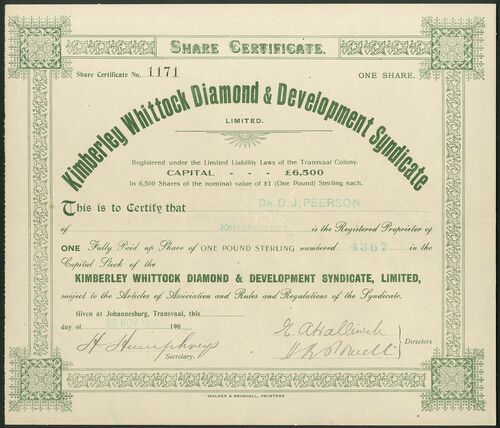 SHARE CERTIFICATE.
Share Certificate No. 1171 ONE SHARE.
Kimberley Whittock Diamond & Development Syndicate
LIMITED.
Registered under the Limited Liability Laws of the Transvaal Colony.
CAPITAL - - - £6,500
In 6,500 Shares of the nominal value of £1 (One Pound) Sterling each.
This is to Certify that DR. D. J. PEERSON
of JOHANNESBURG is the Registered Proprietor of
ONE Fully Paid up Share of ONE POUND STERLING numbered 4367 in the
Capital Stock of the
KIMBERLEY WHITTOCK DIAMOND & DEVELOPMENT SYNDICATE, LIMITED,
subject to the Articles of Association and Rules and Regulations of the Syndicate.
Given at Johannesburg, Transvaal, this
day of 190
H Humphreys
Secretary.
Directors
WALKER & SNASHALL, PRINTERS